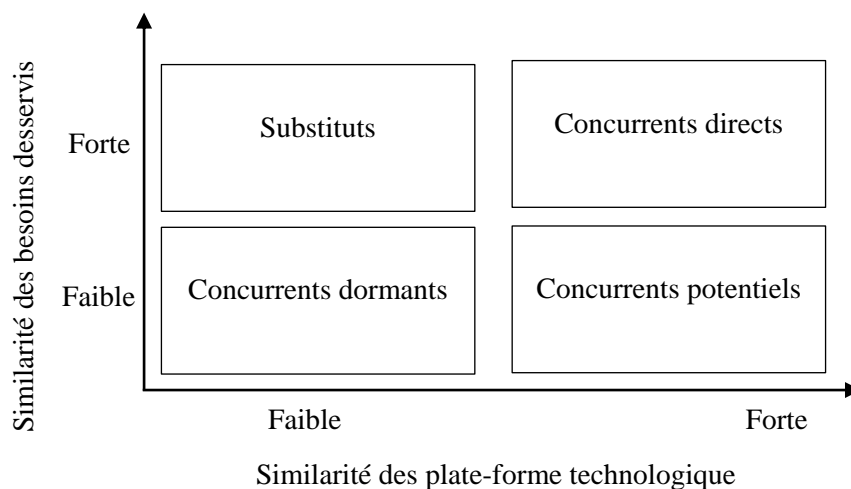 Similarité des besoins desservis
Forte
Substituts
Concurrents directs
Faible
Concurrents dormants
Concurrents potentiels
Faible
Forte
Similarité des plate-forme technologique